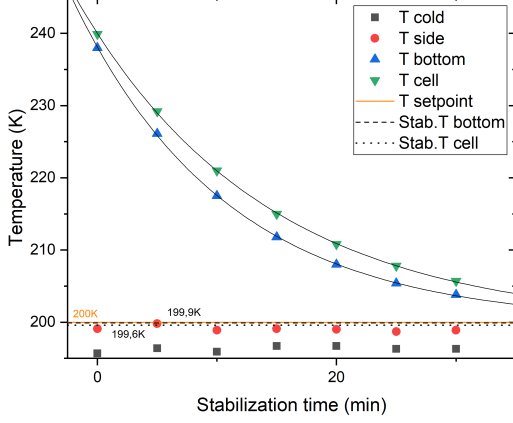 T cold
T side
T bottom
T cell
T setpoint
Stab.T bottom
Stab.T cell
240
230
220
210
200
200K
199,9K
199,6K
0
20
Temperature (K)
Stabilization time (min)